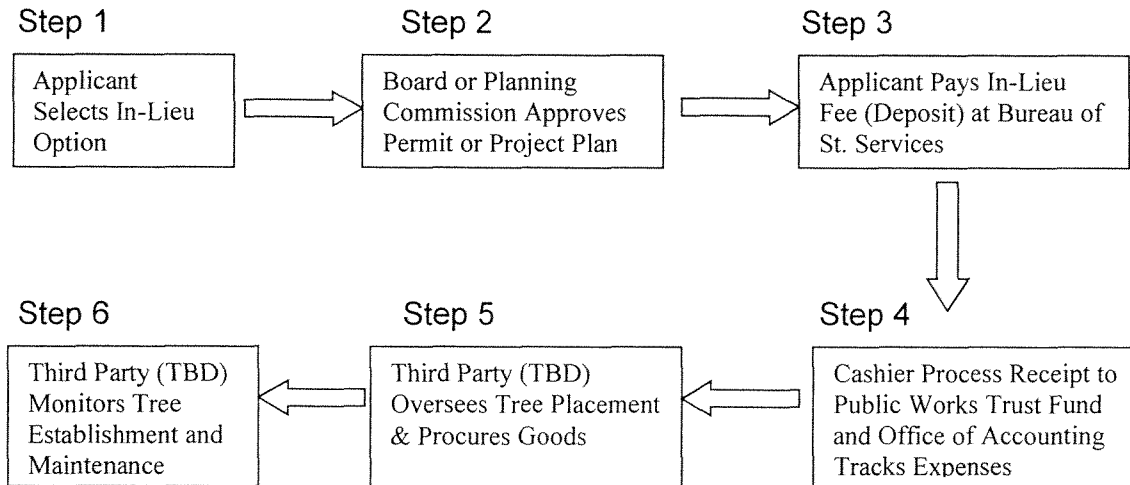 Step 1
Applicant
Selects In-Lieu
Option
Step 2
Board or Planning
Commission Approves
Permit or Project Plan
Step 3
Applicant Pays In-Lieu
Fee (Deposit) at Bureau of
St. Services
Step 4
Cashier Process Receipt to
Public Works Trust Fund
and Office of Accounting
Tracks Expenses
Step 5
Third Party (TBD)
Oversees Tree Placement
& Procures Goods
Step 6
Third Party (TBD)
Monitors Tree
Establishment and
Maintenance